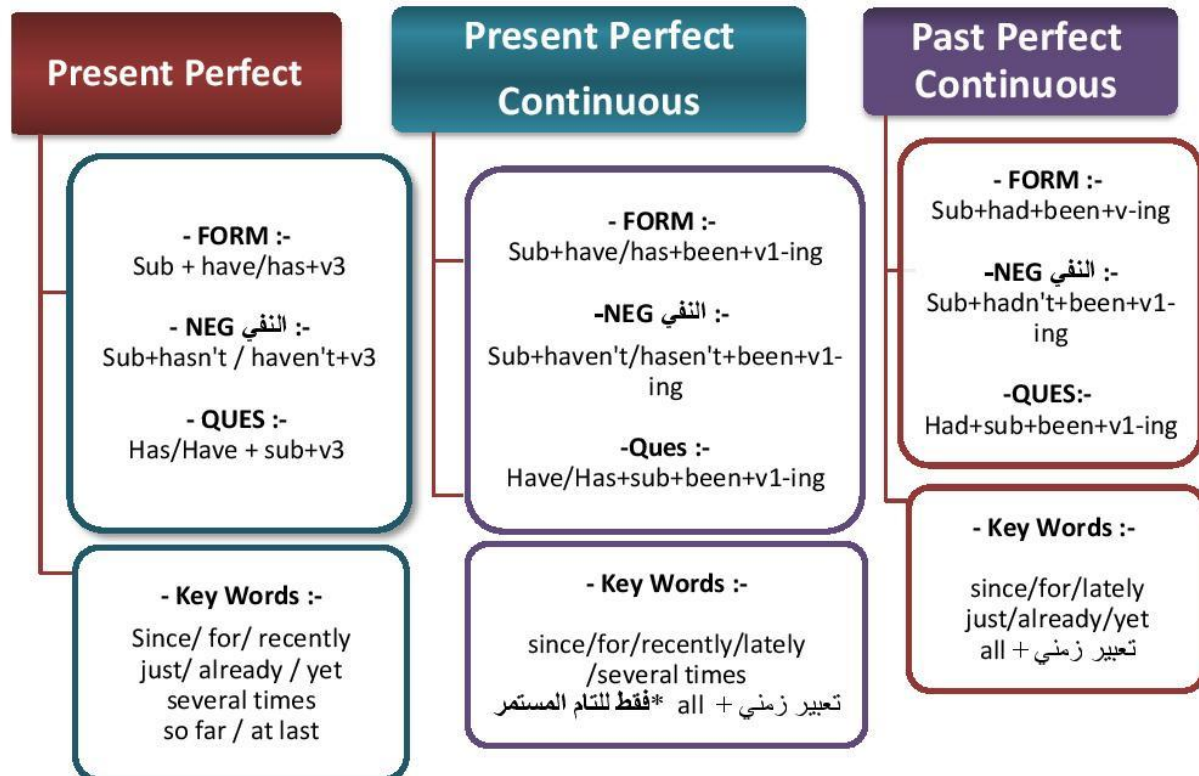 Present Perfect
- FORM :-
Sub + have/has+v3
- NEG النفي :-
Sub+hasn't / haven't+v3
- QUES :-
Has/Have + sub+v3
- Key Words :-
Since/ for/ recently
just/ already / yet
several times
so far / at last
Present Perfect
Continuous
- FORM :-
Sub+have/has+been+v1-ing
-NEG النفي :-
Sub+haven't/hasen't+been+v1-
ing
-Ques :-
Have/Has+sub+been+v1-ing
- Key Words :-
since/for/recently/lately
/several times
تعبير زمني + all *فقط للتام المستمر
Past Perfect
Continuous
- FORM :-
Sub+had+been+v-ing
-NEG النفي :-
Sub+hadn't+been+v1-
ing
-QUES:-
Had+sub+been+v1-ing
- Key Words :-
since/for/lately
just/already/yet
تعبير زمني + all